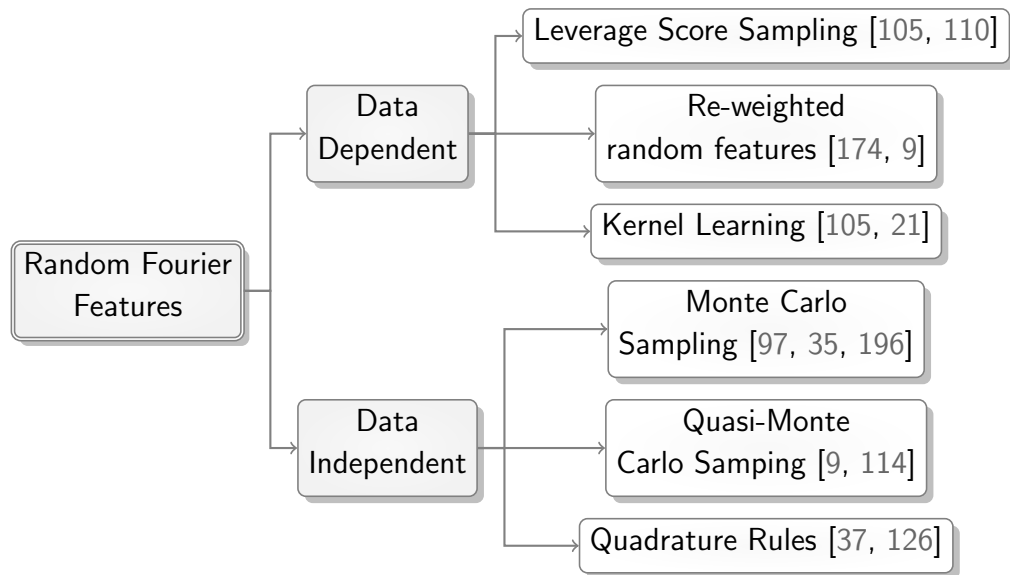 Random Fourier
Features
Data
Dependent
Leverage Score Sampling [105, 110]
Re-weighted
random features [174, 9]
Kernel Learning [105, 21]
Data
Independent
Monte Carlo
Sampling [97, 35, 196]
Quasi-Monte
Carlo Samping [9, 114]
Quadrature Rules [37, 126]